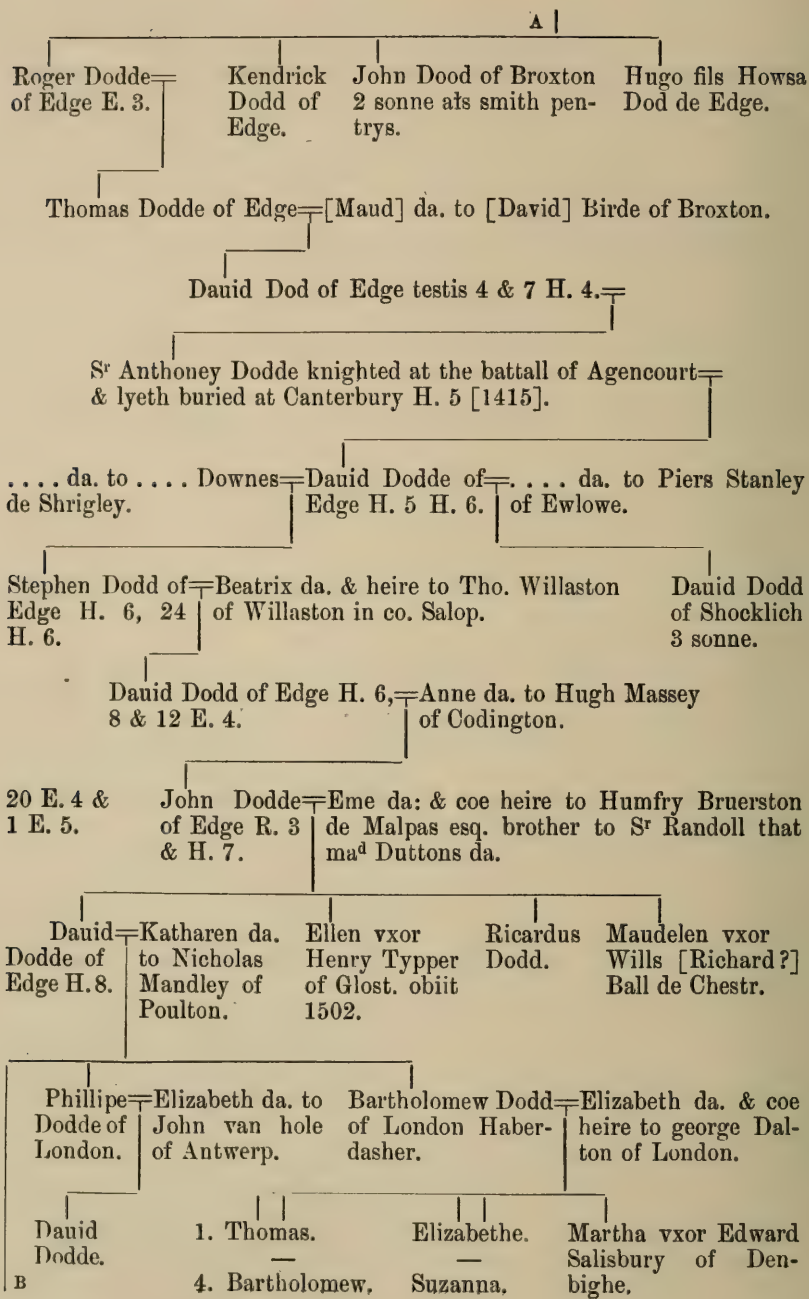 A
Roger Dodde
of Edge E. 3.
Kendrick
Dodd of
Edge.
John Dood of Broxton
2 sonne aƚs smith pen-
trys.
Hugo fils Howsa
Dod de Edge.
Thomas Dodde of Edge=[Maud] da. to [David] Birde of Broxton.
Dauid Dod of Edge testis 4 & 7 H. 4.=
Sʳ Anthoney Dodde knighted at the battall of Agencourt=
& lyeth buried at Canterbury H. 5 [1415].
. . . . da. to . . . . Downes=
de Shrigley.
Dauid Dodde of=
Edge H. 5 H. 6.
. . . . da. to Piers Stanley
of Ewlowe.
Stephen Dodd of=
Edge H. 6, 24
H. 6.
Beatrix da. & heire to Tho. Willaston
of Willaston in co. Salop.
Dauid Dodd
of Shocklich
3 sonne.
Dauid Dodd of Edge H. 6,=
8 & 12 E. 4.
Anne da. to Hugh Massey
of Codington.
20 E. 4 &
1 E. 5.
John Dodde=
of Edge R. 3
& H. 7.
Eme da: & coe heire to Humfry Bruerston
de Malpas esq. brother to Sʳ Randoll that
maᵈ Duttons da.
Dauid=
Dodde of
Edge H. 8.
Katharen da.
to Nicholas
Mandley of
Poulton.
Ellen vxor
Henry Typper
of Glost. obiit
1502.
Ricardus
Dodd.
Maudelen vxor
Wills [Richard?]
Ball de Chestr.
Phillipe=
Dodde of
London.
Elizabeth da. to
John van hole
of Antwerp.
Bartholomew Dodd=
of London Haber-
dasher.
Elizabeth da. & coe
heire to george Dal-
ton of London.
Dauid
Dodde.
1. Thomas.
—
4. Bartholomew.
Elizabethe.
—
Suzanna.
Martha vxor Edward
Salisbury of Den-
bighe.
B